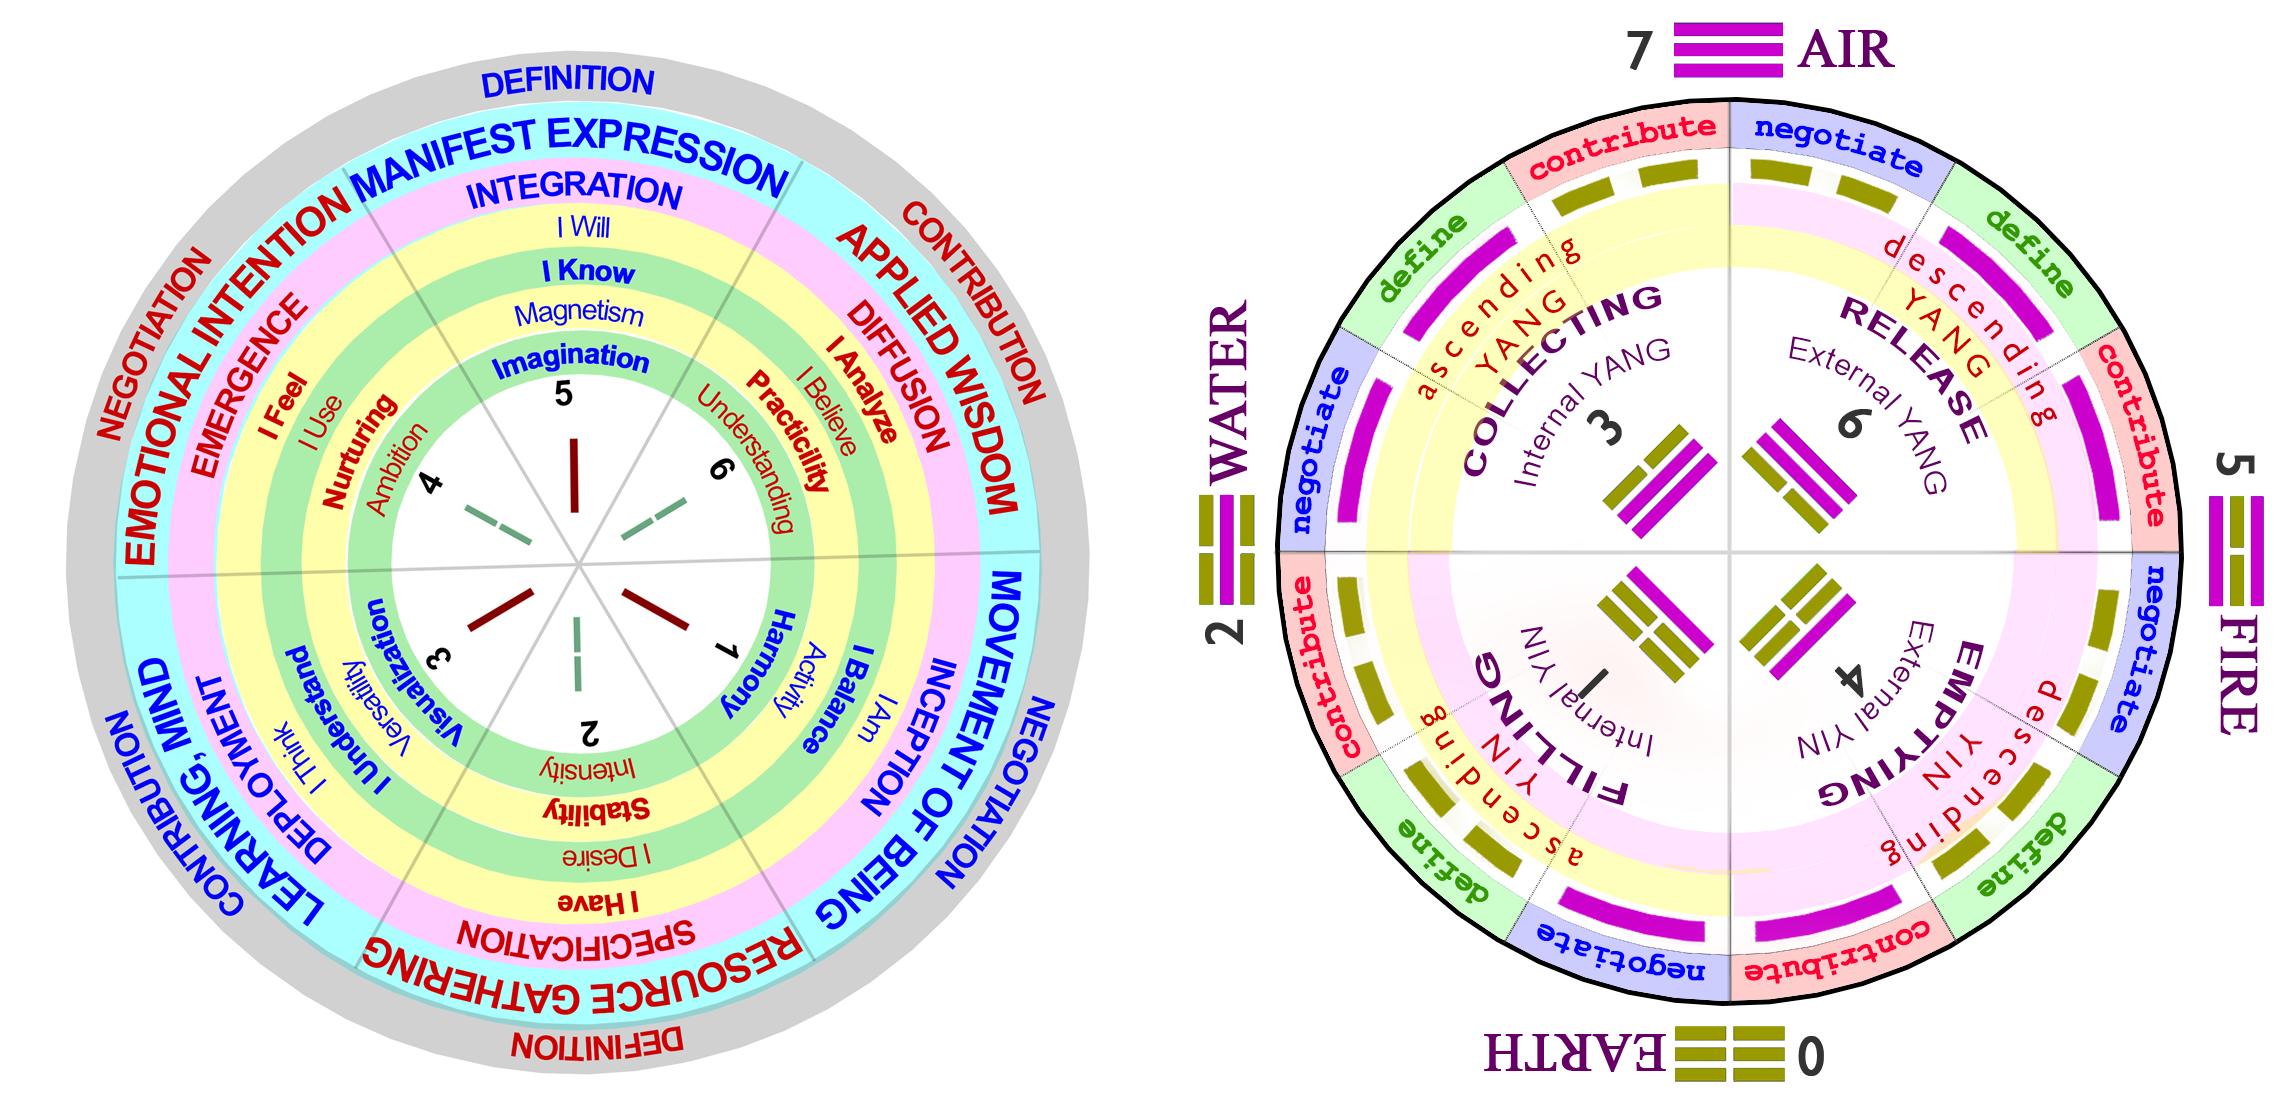 DEFINITION
MANIFEST EXPRESSION
INTEGRATION
I Will
I Know
Magnetism
Imagination
5
CONTRIBUTION
APPLIED WISDOM
DIFFUSION
I Analyze
I Believe
Practicility
Understanding
6
NEGOTIATION
MOVEMENT OF BEING
INCEPTION
I Am
I Balance
Activity
Harmony
1
DEFINITION
RESOURCE GATHERING
SPECIFICATION
I Have
I Desire
Stability
Intensity
2
CONTRIBUTION
LEARNING, MIND
DEPLOYMENT
I Think
I Understand
Versatility
Visualization
3
NEGOTIATION
EMOTIONAL INTENTION
EMERGENCE
I Feel
I Use
Nurturing
Ambition
4
7 AIR
negotiate
define
contribute
descending
YANG
RELEASE
External YANG
6
5 FIRE
negotiate
define
contribute
descending
YIN
EMPTYING
External YIN
4
EARTH 0
negotiate
define
contribute
ascending
YIN
FILLING
Internal YIN
1
2 WATER
negotiate
define
contribute
ascending
YANG
COLLECTING
Internal YANG
3